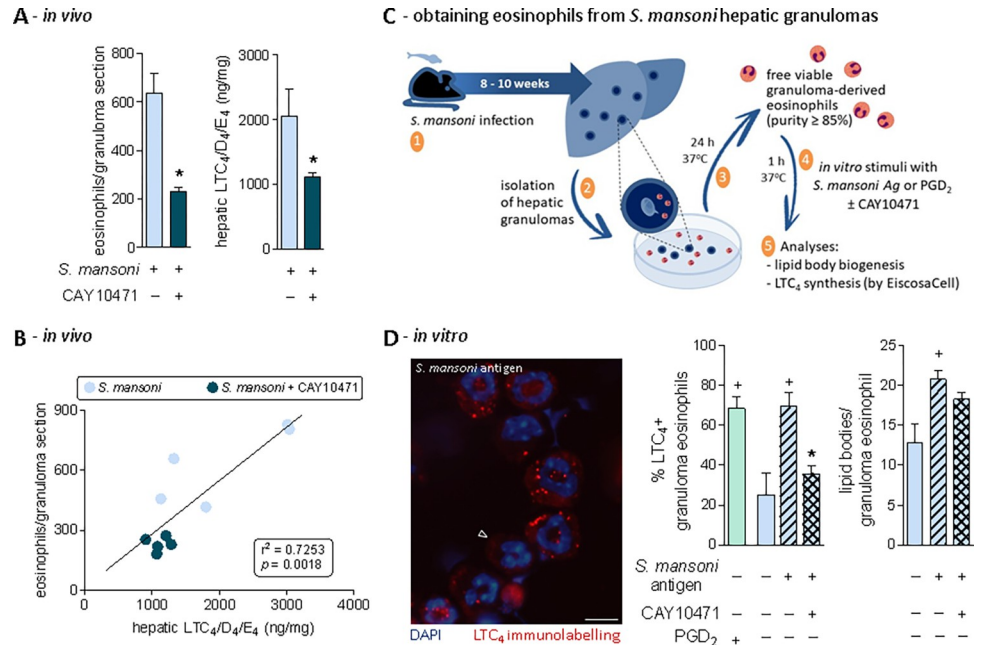 A - in vivo
eosinophils/granuloma section
800
600
400
200
0
*
hepatic LTC₄/D₄/E₄ (ng/mg)
3000
2000
1000
0
*
S. mansoni + + + +
CAY10471 – + – +
C - obtaining eosinophils from S. mansoni hepatic granulomas
8 - 10 weeks
S. mansoni infection
1
isolation
of hepatic
granulomas
2
24 h
37ºC
3
free viable
granuloma-derived
eosinophils
(purity ≥ 85%)
1 h
37ºC
4
in vitro stimuli with
S. mansoni Ag or PGD₂
± CAY10471
5 Analyses:
- lipid body biogenesis
- LTC₄ synthesis (by EicosaCell)
B - in vivo
S. mansoni S. mansoni + CAY10471
eosinophils/granuloma section
900
600
300
0
r² = 0.7253
p = 0.0018
0 1000 2000 3000 4000
hepatic LTC₄/D₄/E₄ (ng/mg)
D - in vitro
S. mansoni antigen
DAPI LTC₄ immunolabelling
% LTC₄+
granuloma eosinophils
100
80
60
40
20
0
+ + *
lipid bodies/
granuloma eosinophil
25
20
15
10
5
0
+
S. mansoni
antigen – – + + – + +
CAY10471 – – – + – – +
PGD₂ + – – – – – –